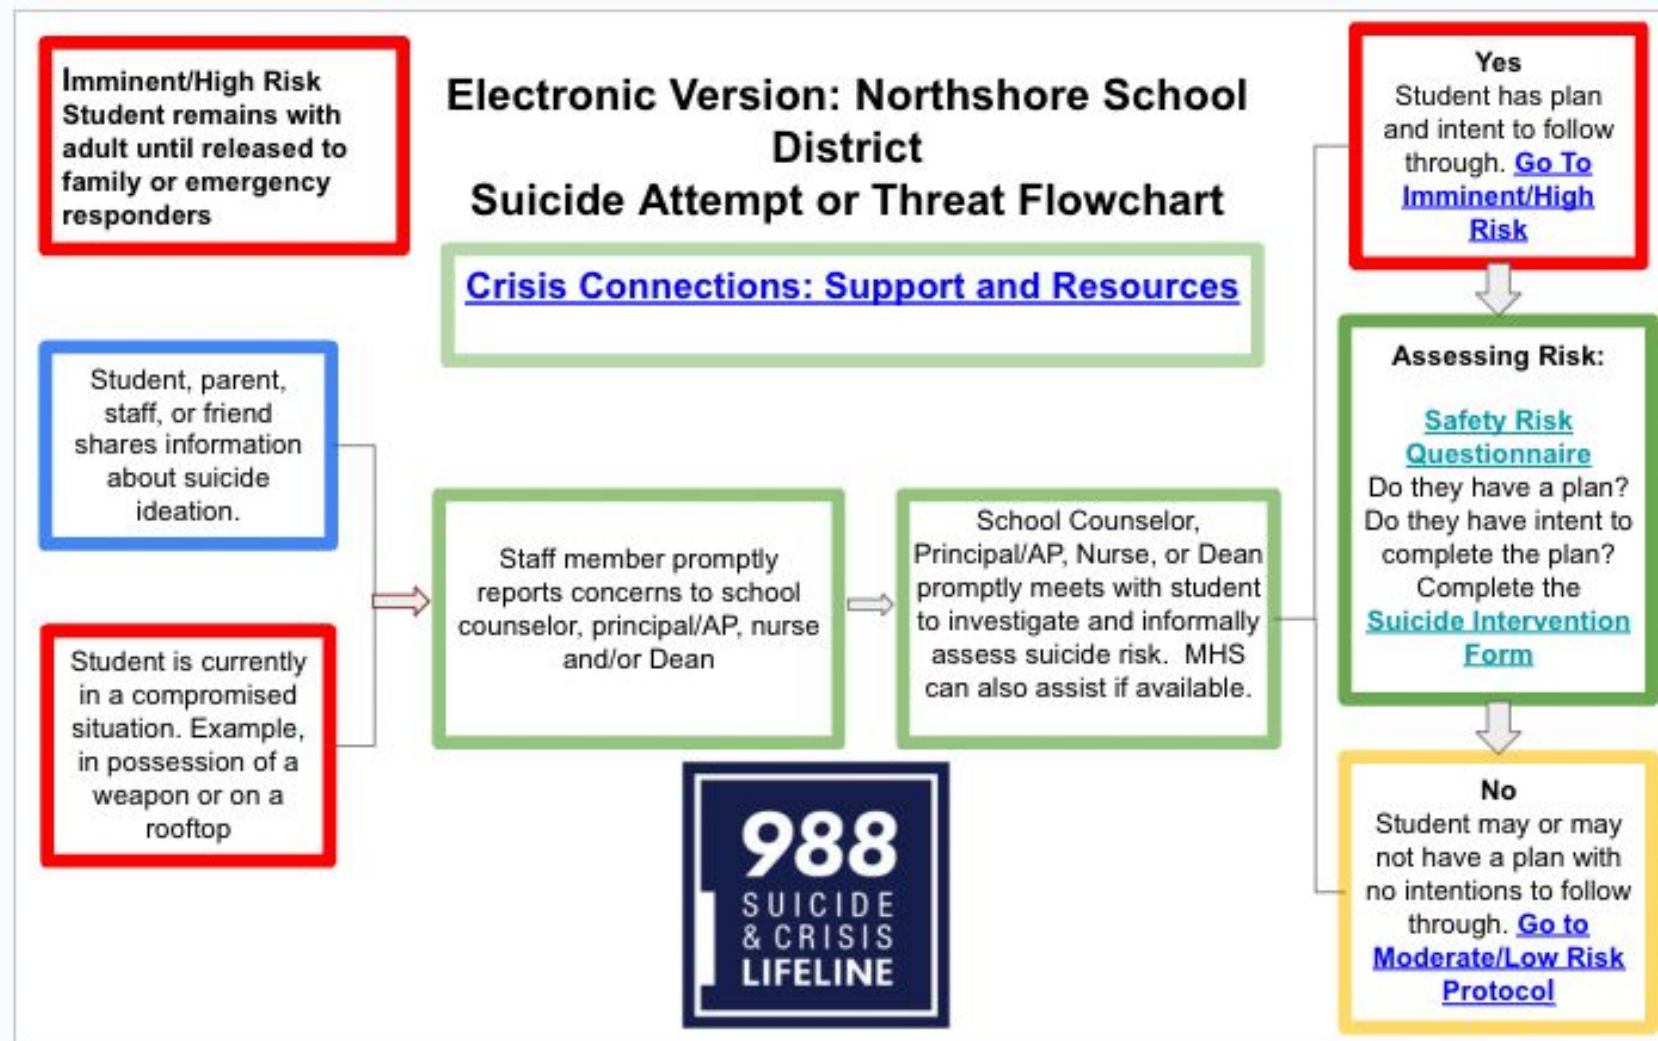 Imminent/High Risk
Student remains with
adult until released to
family or emergency
responders
Electronic Version: Northshore School
District
Suicide Attempt or Threat Flowchart
Crisis Connections: Support and Resources
Student, parent,
staff, or friend
shares information
about suicide
ideation.
Student is currently
in a compromised
situation. Example,
in possession of a
weapon or on a
rooftop
Staff member promptly
reports concerns to school
counselor, principal/AP, nurse
and/or Dean
School Counselor,
Principal/AP, Nurse, or Dean
promptly meets with student
to investigate and informally
assess suicide risk. MHS
can also assist if available.
988
SUICIDE
& CRISIS
LIFELINE
Yes
Student has plan
and intent to follow
through. Go To
Imminent/High
Risk
Assessing Risk:
Safety Risk
Questionnaire
Do they have a plan?
Do they have intent to
complete the plan?
Complete the
Suicide Intervention
Form
No
Student may or may
not have a plan with
no intentions to follow
through. Go to
Moderate/Low Risk
Protocol